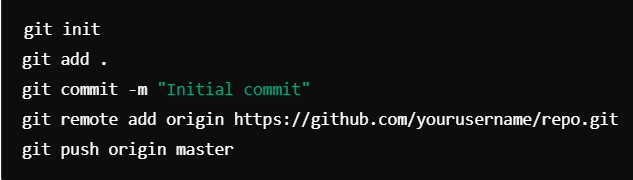 git init
git add .
git commit -m "Initial commit"
git remote add origin https://github.com/yourusername/repo.git
git push origin master